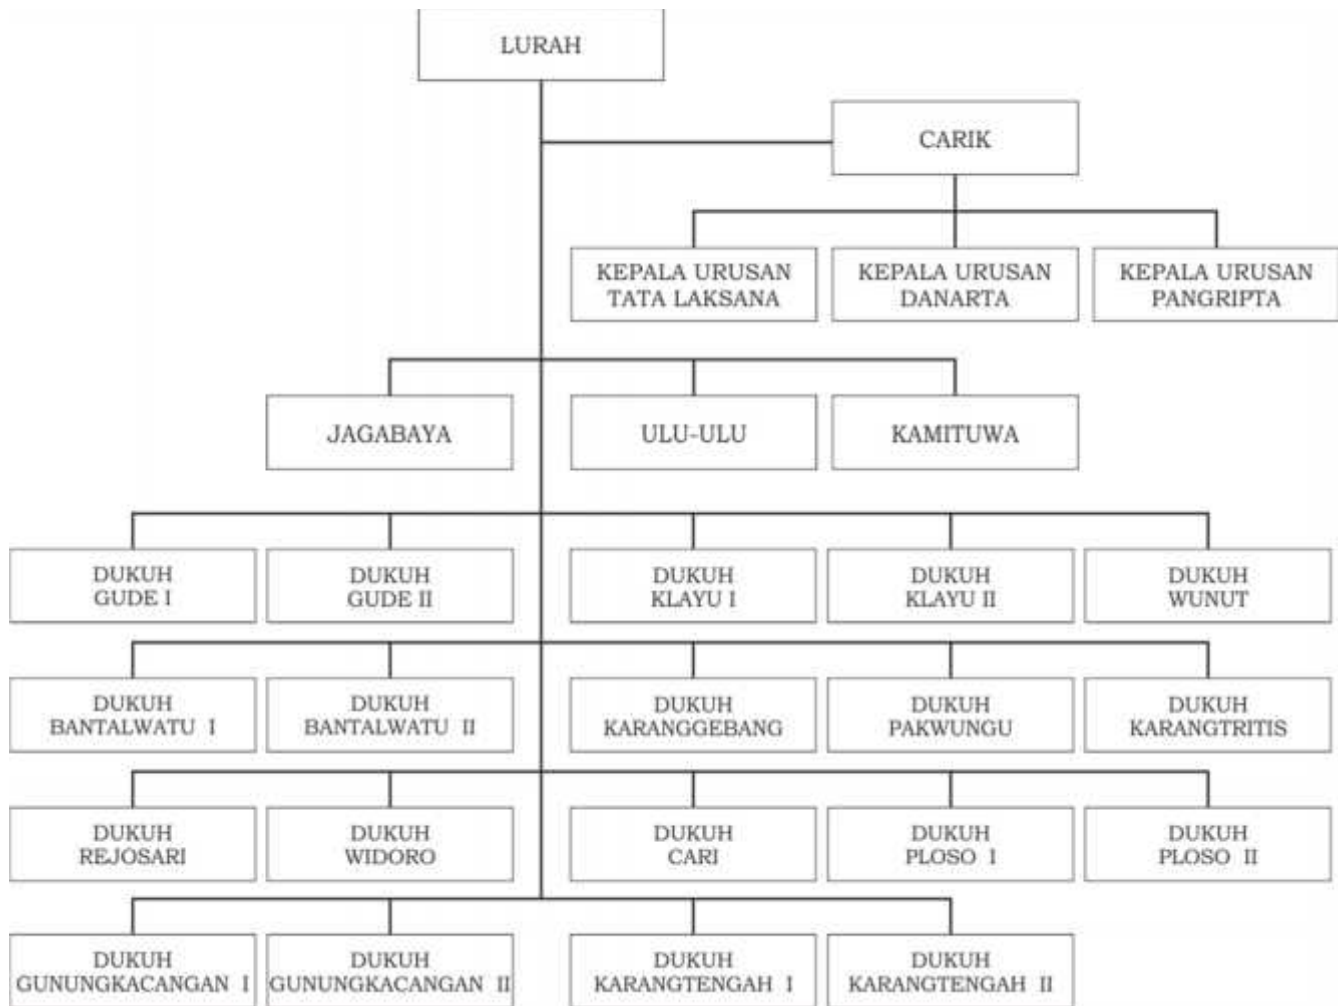 LURAH
CARIK
KEPALA URUSAN
TATA LAKSANA
KEPALA URUSAN
DANARTA
KEPALA URUSAN
PANGRIPTA
JAGABAYA
ULU-ULU
KAMITUWA
DUKUH
GUDE I
DUKUH
GUDE II
DUKUH
KLAYU I
DUKUH
KLAYU II
DUKUH
WUNUT
DUKUH
BANTALWATU I
DUKUH
BANTALWATU II
DUKUH
KARANGGEBANG
DUKUH
PAKWUNGU
DUKUH
KARANGTRITIS
DUKUH
REJOSARI
DUKUH
WIDORO
DUKUH
CARI
DUKUH
PLOSO I
DUKUH
PLOSO II
DUKUH
GUNUNGKACANGAN I
DUKUH
GUNUNGKACANGAN II
DUKUH
KARANGTENGAH I
DUKUH
KARANGTENGAH II